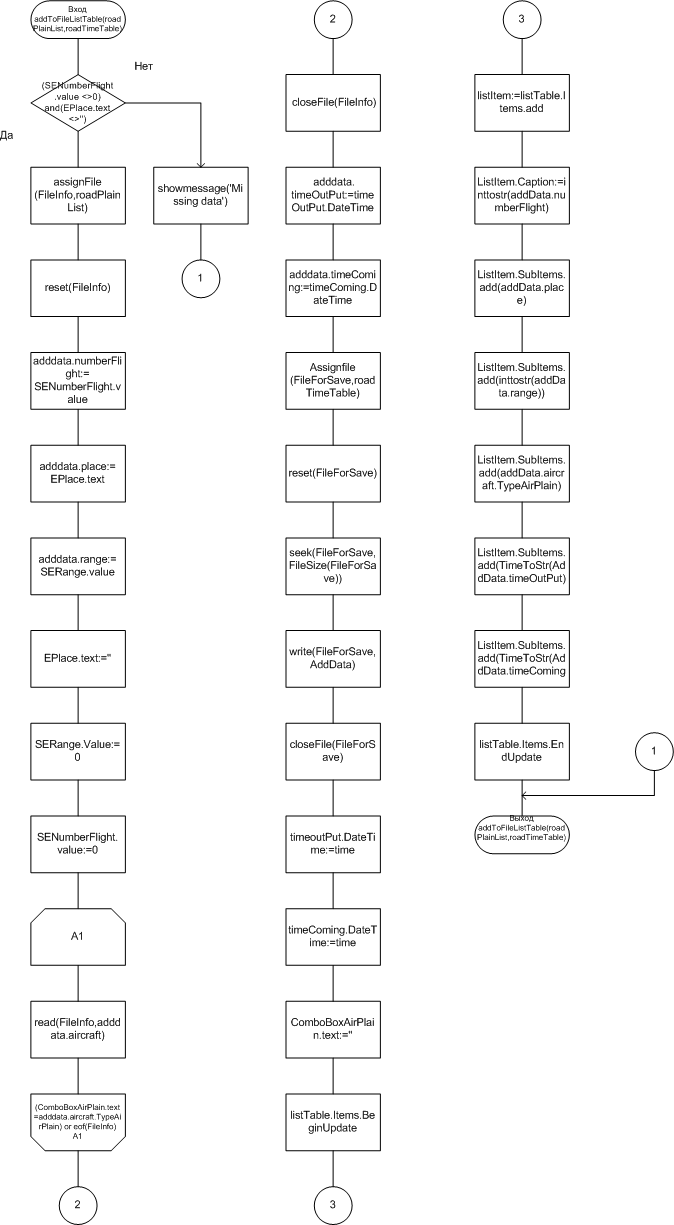 Вход
addToFileListTable(road
PlainList,roadTimeTable)
Нет
(SENumberFlight
.value <>0)
and(EPlace.text
<>'')
Да
assignFile
(FileInfo,roadPlain
List)
showmessage('Mi
ssing data')
1
reset(FileInfo)
adddata.numberFli
ght:=
SENumberFlight.v
alue
adddata.place:=
EPlace.text
adddata.range:=
SERange.value
EPlace.text:=''
SERange.Value:=
0
SENumberFlight.
value:=0
A1
read(FileInfo,addd
data.aircraft)
(ComboBoxAirPlain.text
=adddata.aircraft.TypeAi
rPlain) or eof(FileInfo)
A1
2
2
closeFile(FileInfo)
adddata.
timeOutPut:=time
OutPut.DateTime
adddata.timeComi
ng:=timeComing.D
ateTime
Assignfile
(FileForSave,road
TimeTable)
reset(FileForSave)
seek(FileForSave,
FileSize(FileForSa
ve))
write(FileForSave,
AddData)
closeFile(FileForS
ave)
timeoutPut.DateTi
me:=time
timeComing.DateT
ime:=time
ComboBoxAirPlai
n.text:=''
listTable.Items.Be
ginUpdate
3
3
listItem:=listTable.I
tems.add
ListItem.Caption:=i
nttostr(addData.nu
mberFlight)
ListItem.SubItems.
add(addData.plac
e)
ListItem.SubItems.
add(inttostr(addDa
ta.range))
ListItem.SubItems.
add(addData.aircr
aft.TypeAirPlain)
ListItem.SubItems.
add(TimeToStr(Ad
dData.timeOutPut)
ListItem.SubItems.
add(TimeToStr(Ad
dData.timeComing
listTable.Items.En
dUpdate
1
Выход
addToFileListTable(road
PlainList,roadTimeTable)